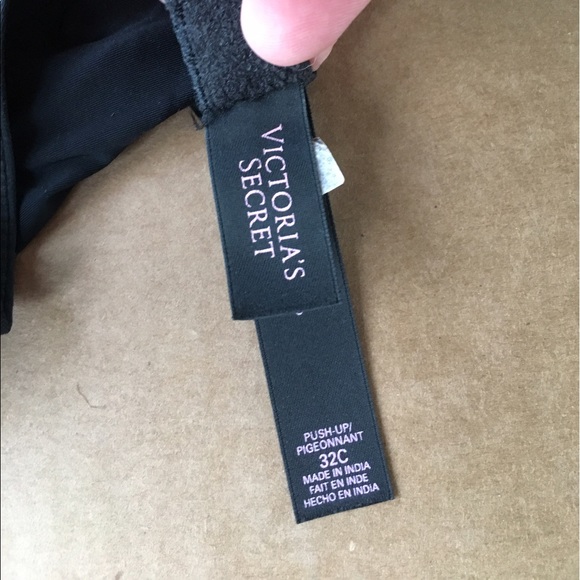 VICTORIA'S
SECRET
PUSH-UP/
PIGEONNANT
32C
MADE IN INDIA
FAIT EN INDE
HECHO EN INDIA